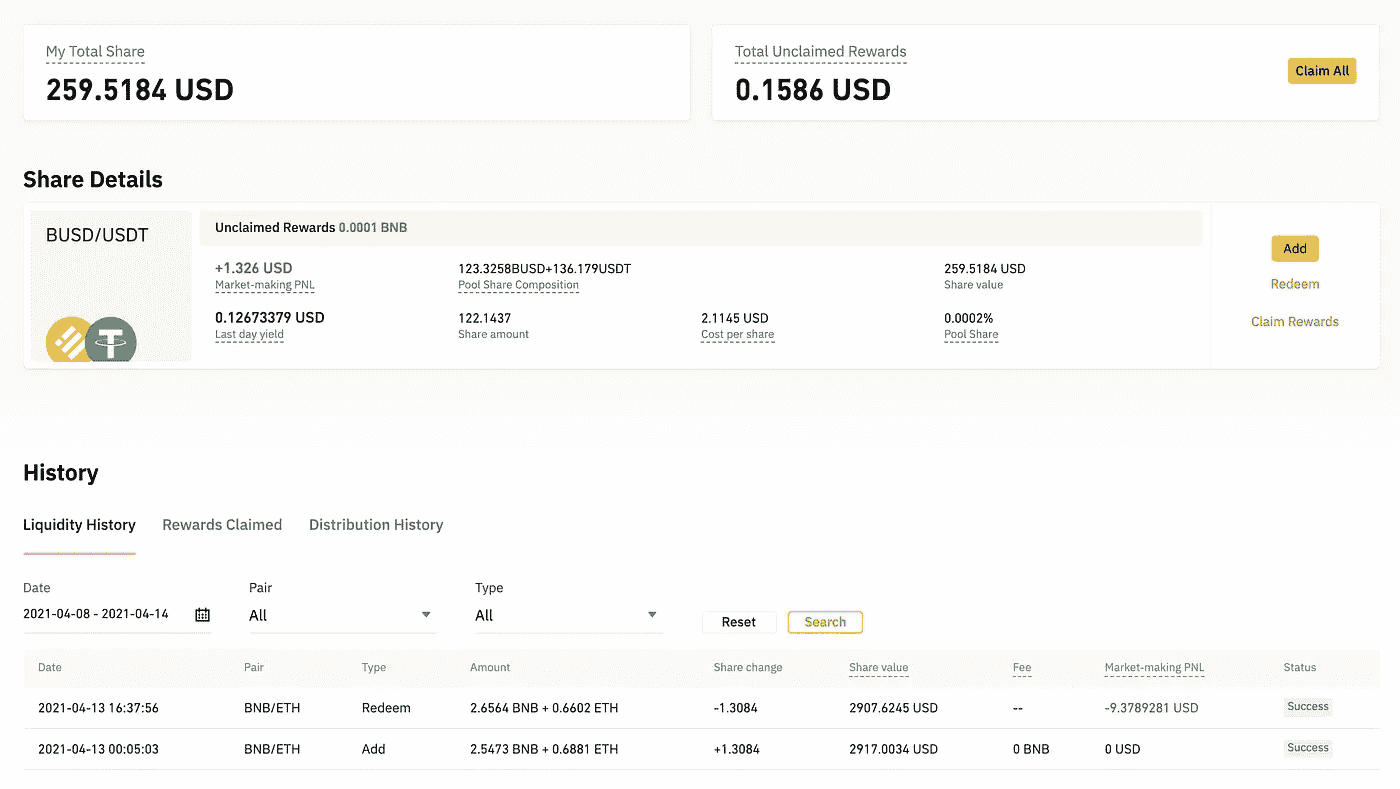 My Total Share
259.5184 USD
Total Unclaimed Rewards
0.1586 USD
Claim All
Share Details
BUSD/USDT
Unclaimed Rewards 0.0001 BNB
+1.326 USD
Market-making PNL
123.3258BUSD+136.179USDT
Pool Share Composition
259.5184 USD
Share value
0.12673379 USD
Last day yield
122.1437
Share amount
2.1145 USD
Cost per share
0.0002%
Pool Share
Add
Redeem
Claim Rewards
History
Liquidity History Rewards Claimed Distribution History
Date Pair Type
2021-04-08 - 2021-04-14 All All Reset Search
Date Pair Type Amount Share change Share value Fee Market-making PNL Status
2021-04-13 16:37:56 BNB/ETH Redeem 2.6564 BNB + 0.6602 ETH -1.3084 2907.6245 USD -- -9.3789281 USD Success
2021-04-13 00:05:03 BNB/ETH Add 2.5473 BNB + 0.6881 ETH +1.3084 2917.0034 USD 0 BNB 0 USD Success